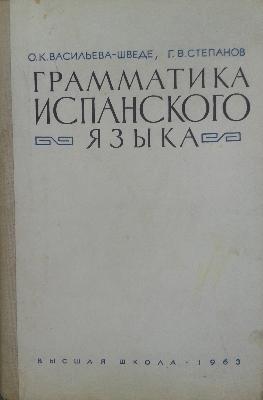 О.К.ВАСИЛЬЕВА-ШВЕДЕ, Г.В.СТЕПАНОВ
ГРАММАТИКА
ИСПАНСКОГО
ЯЗЫКА
ВЫСШАЯ ШКОЛА · 1963